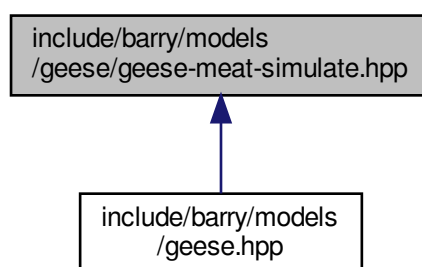 include/barry/models
/geese/geese-meat-simulate.hpp
include/barry/models
/geese.hpp